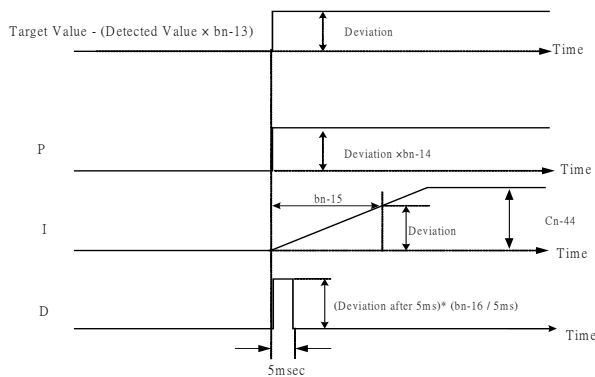 Target Value - (Detected Value × bn-13)
Deviation
Time
P
Deviation ×bn-14
Time
bn-15
I
Deviation
Cn-44
Time
D
(Deviation after 5ms)* (bn-16 / 5ms)
Time
5msec